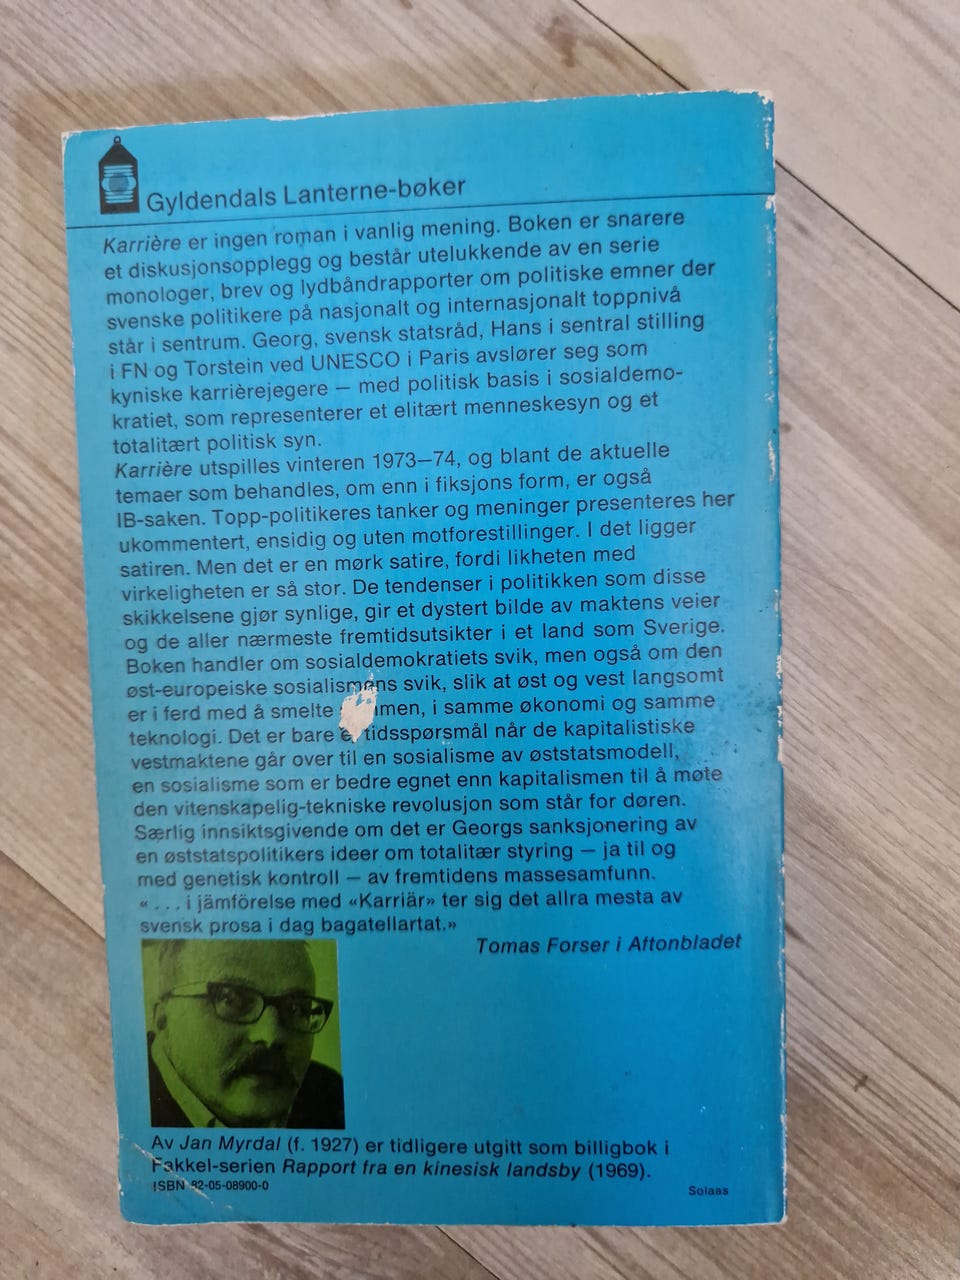 Gyldendals Lanterne-bøker
Karrière er ingen roman i vanlig mening. Boken er snarere
et diskusjonsopplegg og består utelukkende av en serie
monologer, brev og lydbåndrapporter om politiske emner der
svenske politikere på nasjonalt og internasjonalt toppnivå
står i sentrum. Georg, svensk statsråd, Hans i sentral stilling
i FN og Torstein ved UNESCO i Paris avslører seg som
kyniske karrièrejegere – med politisk basis i sosialdemo-
kratiet, som representerer et elitært menneskesyn og et
totalitært politisk syn.
Karrière utspilles vinteren 1973–74, og blant de aktuelle
temaer som behandles, om enn i fiksjons form, er også
IB-saken. Topp-politikeres tanker og meninger presenteres her
ukommentert, ensidig og uten motforestillinger. I det ligger
satiren. Men det er en mørk satire, fordi likheten med
virkeligheten er så stor. De tendenser i politikken som disse
skikkelsene gjør synlige, gir et dystert bilde av maktens veier
og de aller nærmeste fremtidsutsikter i et land som Sverige.
Boken handler om sosialdemokratiets svik, men også om den
øst-europeiske sosialismens svik, slik at øst og vest langsomt
er i ferd med å smelte mmen, i samme økonomi og samme
teknologi. Det er bare et tidsspørsmål når de kapitalistiske
vestmaktene går over til en sosialisme av øststatsmodell,
en sosialisme som er bedre egnet enn kapitalismen til å møte
den vitenskapelig-tekniske revolusjon som står for døren.
Særlig innsiktsgivende om det er Georgs sanksjonering av
en øststatspolitikers ideer om totalitær styring – ja til og
med genetisk kontroll – av fremtidens massesamfunn.
« . . . i jämförelse med «Karriär» ter sig det allra mesta av
svensk prosa i dag bagatellartat.»
Tomas Forser i Aftonbladet
Av Jan Myrdal (f. 1927) er tidligere utgitt som billigbok i
Fakkel-serien Rapport fra en kinesisk landsby (1969).
ISBN 82-05-08900-0
Solaas